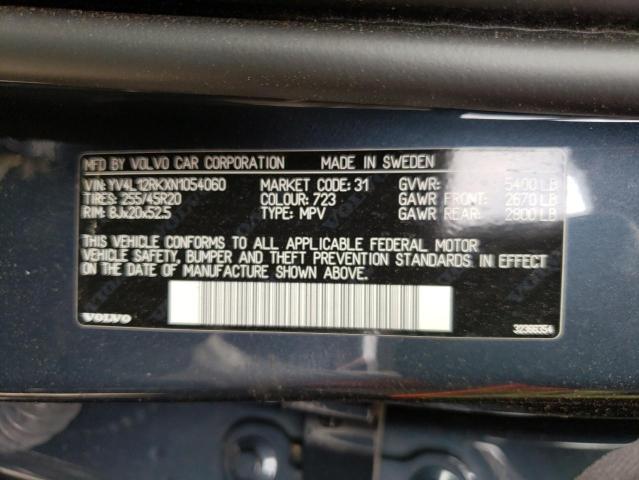 MFD BY VOLVO CAR CORPORATION MADE IN SWEDEN
VIN: YV4L12RKXN1054060 MARKET CODE: 31 GVWR: 5400 LB
TIRES: 255/45R20 COLOUR: 723 GAWR FRONT: 2670 LB
RIM: 8Jx20x52.5 TYPE: MPV GAWR REAR: 2800 LB
THIS VEHICLE CONFORMS TO ALL APPLICABLE FEDERAL MOTOR
VEHICLE SAFETY, BUMPER AND THEFT PREVENTION STANDARDS IN EFFECT
ON THE DATE OF MANUFACTURE SHOWN ABOVE.
VOLVO 32366354